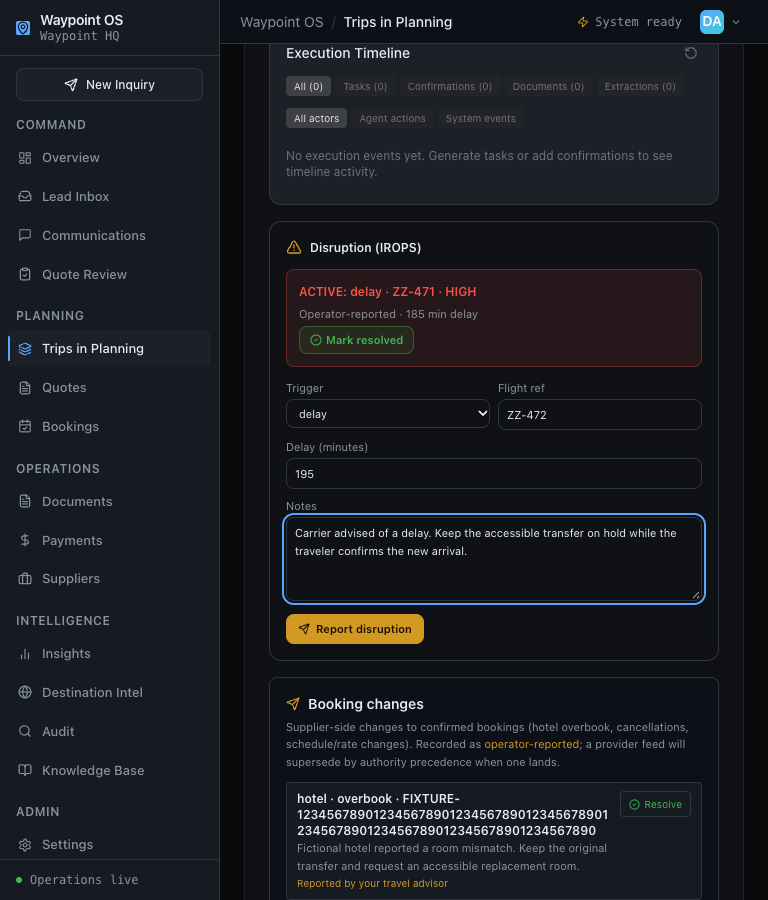 Waypoint OS
Waypoint HQ
New Inquiry
COMMAND
Overview
Lead Inbox
Communications
Quote Review
PLANNING
Trips in Planning
Quotes
Bookings
OPERATIONS
Documents
Payments
Suppliers
INTELLIGENCE
Insights
Destination Intel
Audit
Knowledge Base
ADMIN
Settings
Operations live
Waypoint OS / Trips in Planning
System ready
DA
Execution Timeline
All (0) Tasks (0) Confirmations (0) Documents (0) Extractions (0)
All actors Agent actions System events
No execution events yet. Generate tasks or add confirmations to see
timeline activity.
Disruption (IROPS)
ACTIVE: delay · ZZ-471 · HIGH
Operator-reported · 185 min delay
Mark resolved
Trigger Flight ref
delay ZZ-472
Delay (minutes)
195
Notes
Carrier advised of a delay. Keep the accessible transfer on hold while the
traveler confirms the new arrival.
Report disruption
Booking changes
Supplier-side changes to confirmed bookings (hotel overbook, cancellations,
schedule/rate changes). Recorded as operator-reported; a provider feed will
supersede by authority precedence when one lands.
hotel · overbook · FIXTURE-
12345678901234567890123456789012345678901
234567890123456789012345678901234567890
Resolve
Fictional hotel reported a room mismatch. Keep the original
transfer and request an accessible replacement room.
Reported by your travel advisor